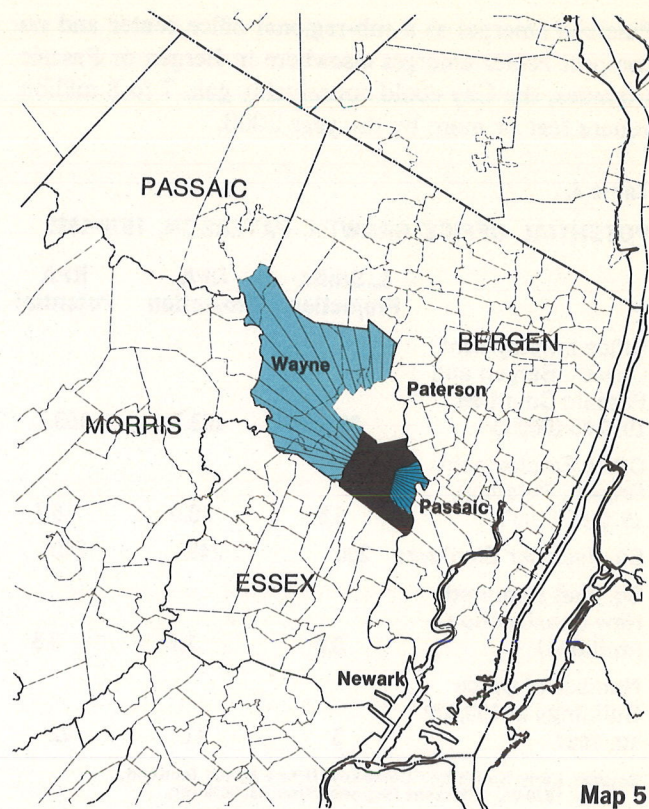 PASSAIC
BERGEN
Wayne
Paterson
MORRIS
Passaic
ESSEX
Newark
Map 5